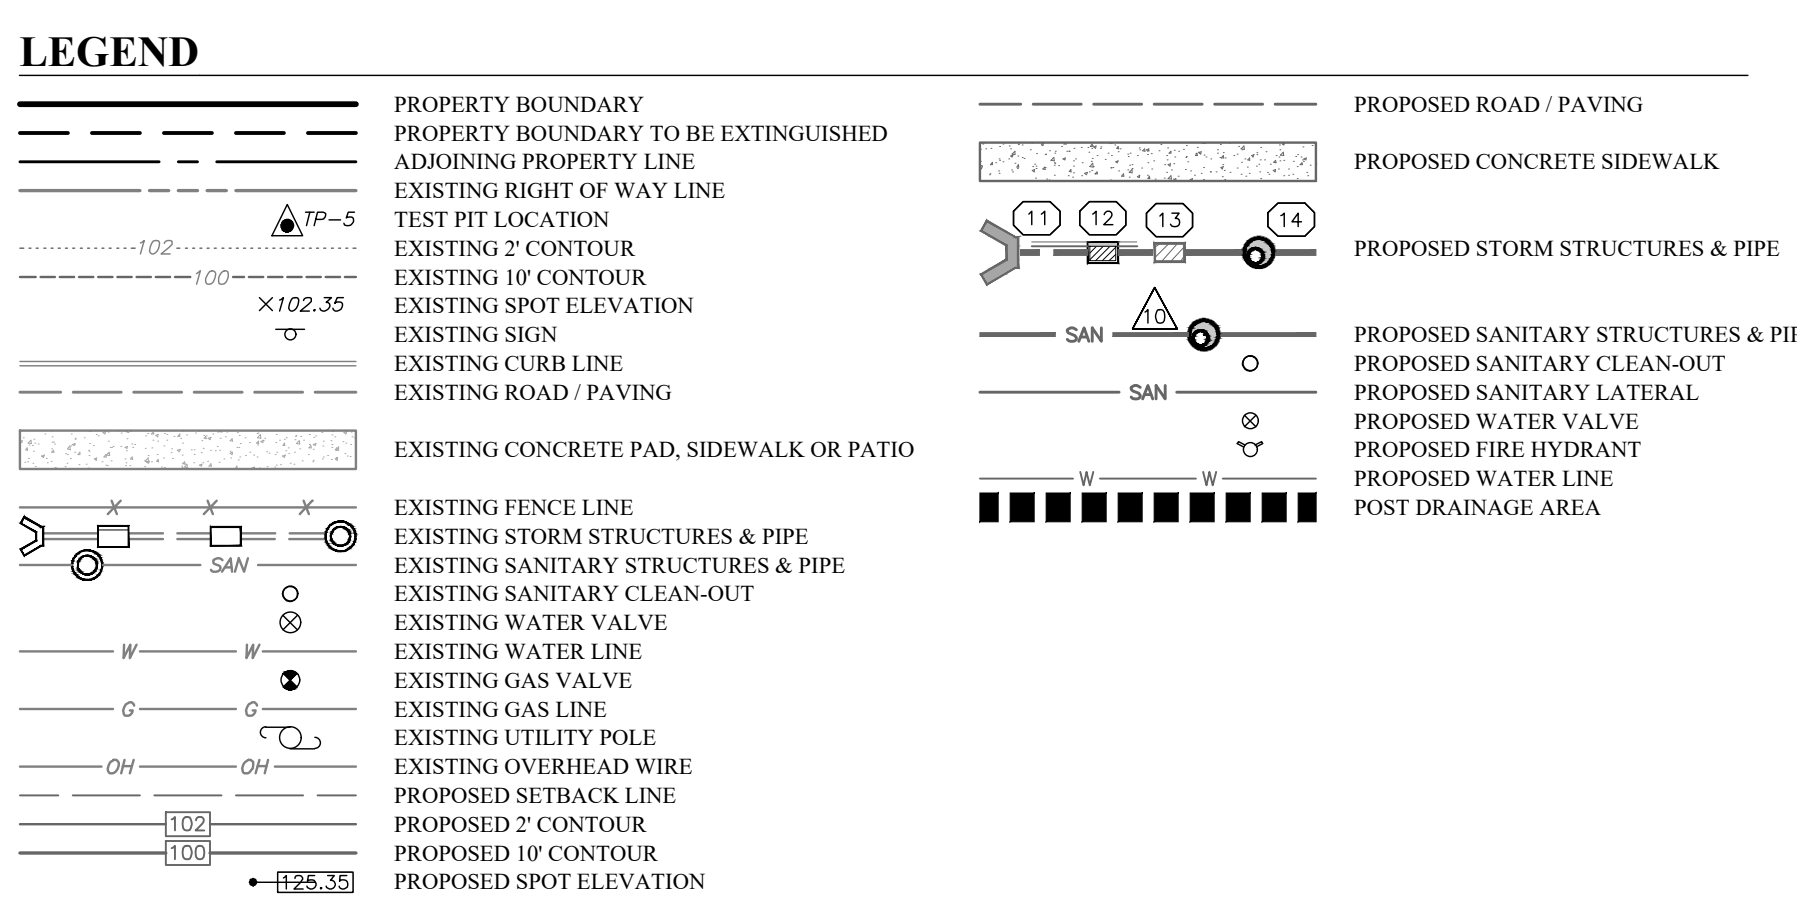 LEGEND
PROPERTY BOUNDARY
PROPERTY BOUNDARY TO BE EXTINGUISHED
ADJOINING PROPERTY LINE
EXISTING RIGHT OF WAY LINE
TP-5 TEST PIT LOCATION
102 EXISTING 2' CONTOUR
100 EXISTING 10' CONTOUR
×102.35 EXISTING SPOT ELEVATION
EXISTING SIGN
EXISTING CURB LINE
EXISTING ROAD / PAVING
EXISTING CONCRETE PAD, SIDEWALK OR PATIO
X X X EXISTING FENCE LINE
EXISTING STORM STRUCTURES & PIPE
SAN EXISTING SANITARY STRUCTURES & PIPE
EXISTING SANITARY CLEAN-OUT
EXISTING WATER VALVE
W W EXISTING WATER LINE
EXISTING GAS VALVE
G G EXISTING GAS LINE
EXISTING UTILITY POLE
OH OH EXISTING OVERHEAD WIRE
PROPOSED SETBACK LINE
102 PROPOSED 2' CONTOUR
100 PROPOSED 10' CONTOUR
125.35 PROPOSED SPOT ELEVATION
PROPOSED ROAD / PAVING
PROPOSED CONCRETE SIDEWALK
11 12 13 14
PROPOSED STORM STRUCTURES & PIPE
10
SAN PROPOSED SANITARY STRUCTURES &
PROPOSED SANITARY CLEAN-OUT
SAN PROPOSED SANITARY LATERAL
PROPOSED WATER VALVE
PROPOSED FIRE HYDRANT
W W PROPOSED WATER LINE
POST DRAINAGE AREA